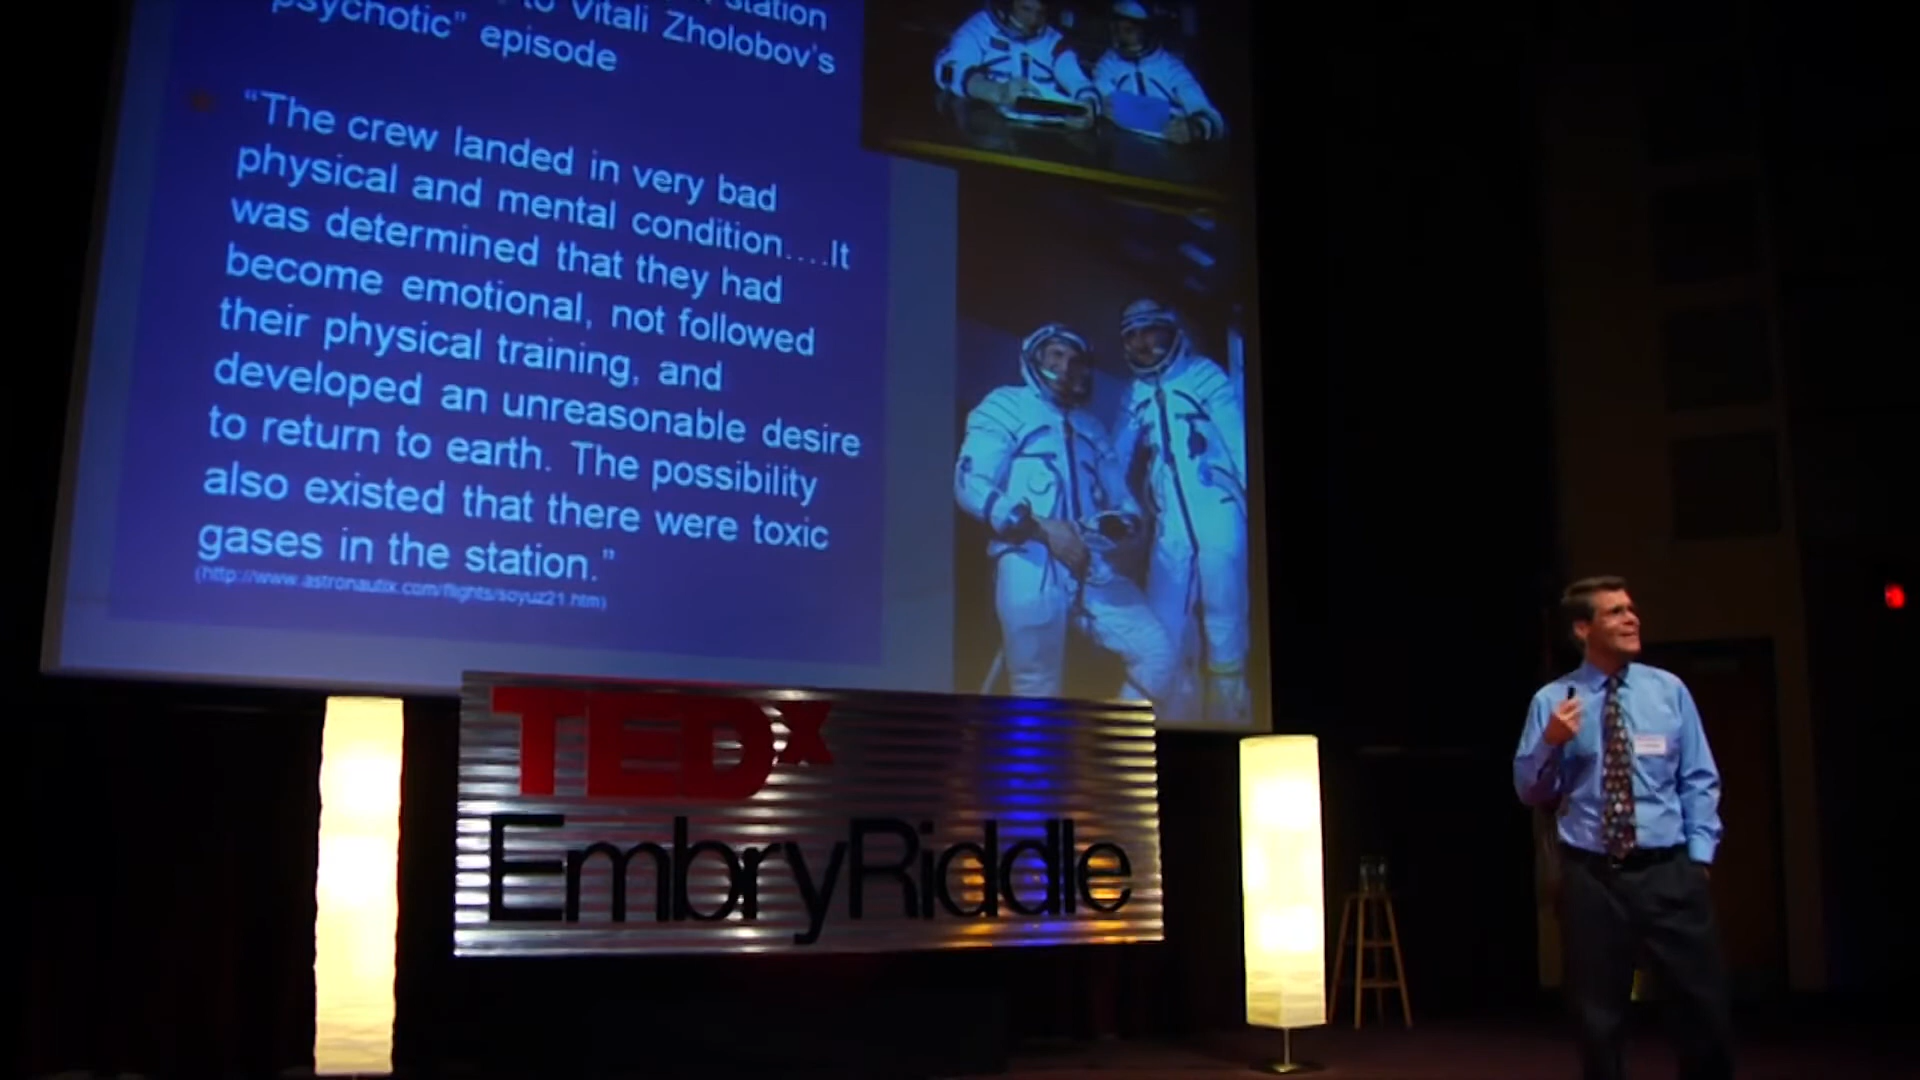 station
to Vitali Zholobov's
psychotic" episode
"The crew landed in very bad
physical and mental condition....It
was determined that they had
become emotional, not followed
their physical training, and
developed an unreasonable desire
to return to earth. The possibility
also existed that there were toxic
gases in the station."
(http://www.astronautix.com/flights/soyuz21.htm)
TEDx
EmbryRiddle